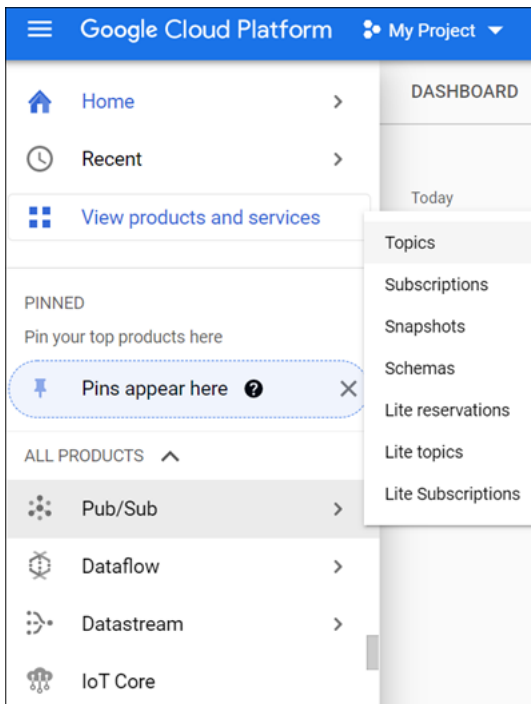 Google Cloud Platform
My Project
Home
Recent
View products and services
PINNED
Pin your top products here
Pins appear here
ALL PRODUCTS
Pub/Sub
Dataflow
Datastream
IoT Core
DASHBOARD
Today
Topics
Subscriptions
Snapshots
Schemas
Lite reservations
Lite topics
Lite Subscriptions